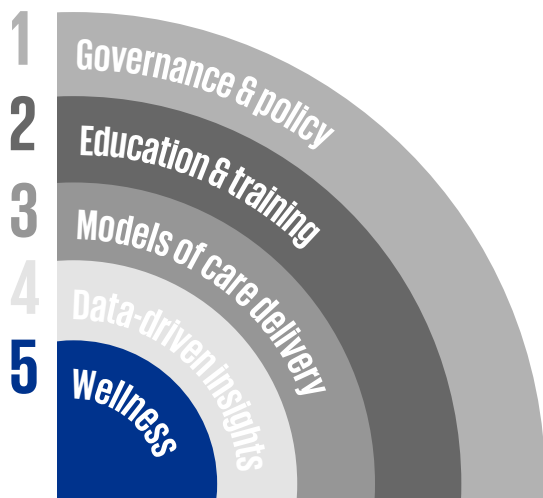 1 Governance & policy
2 Education & training
3 Models of care delivery
4 Data-driven insights
5 Wellness